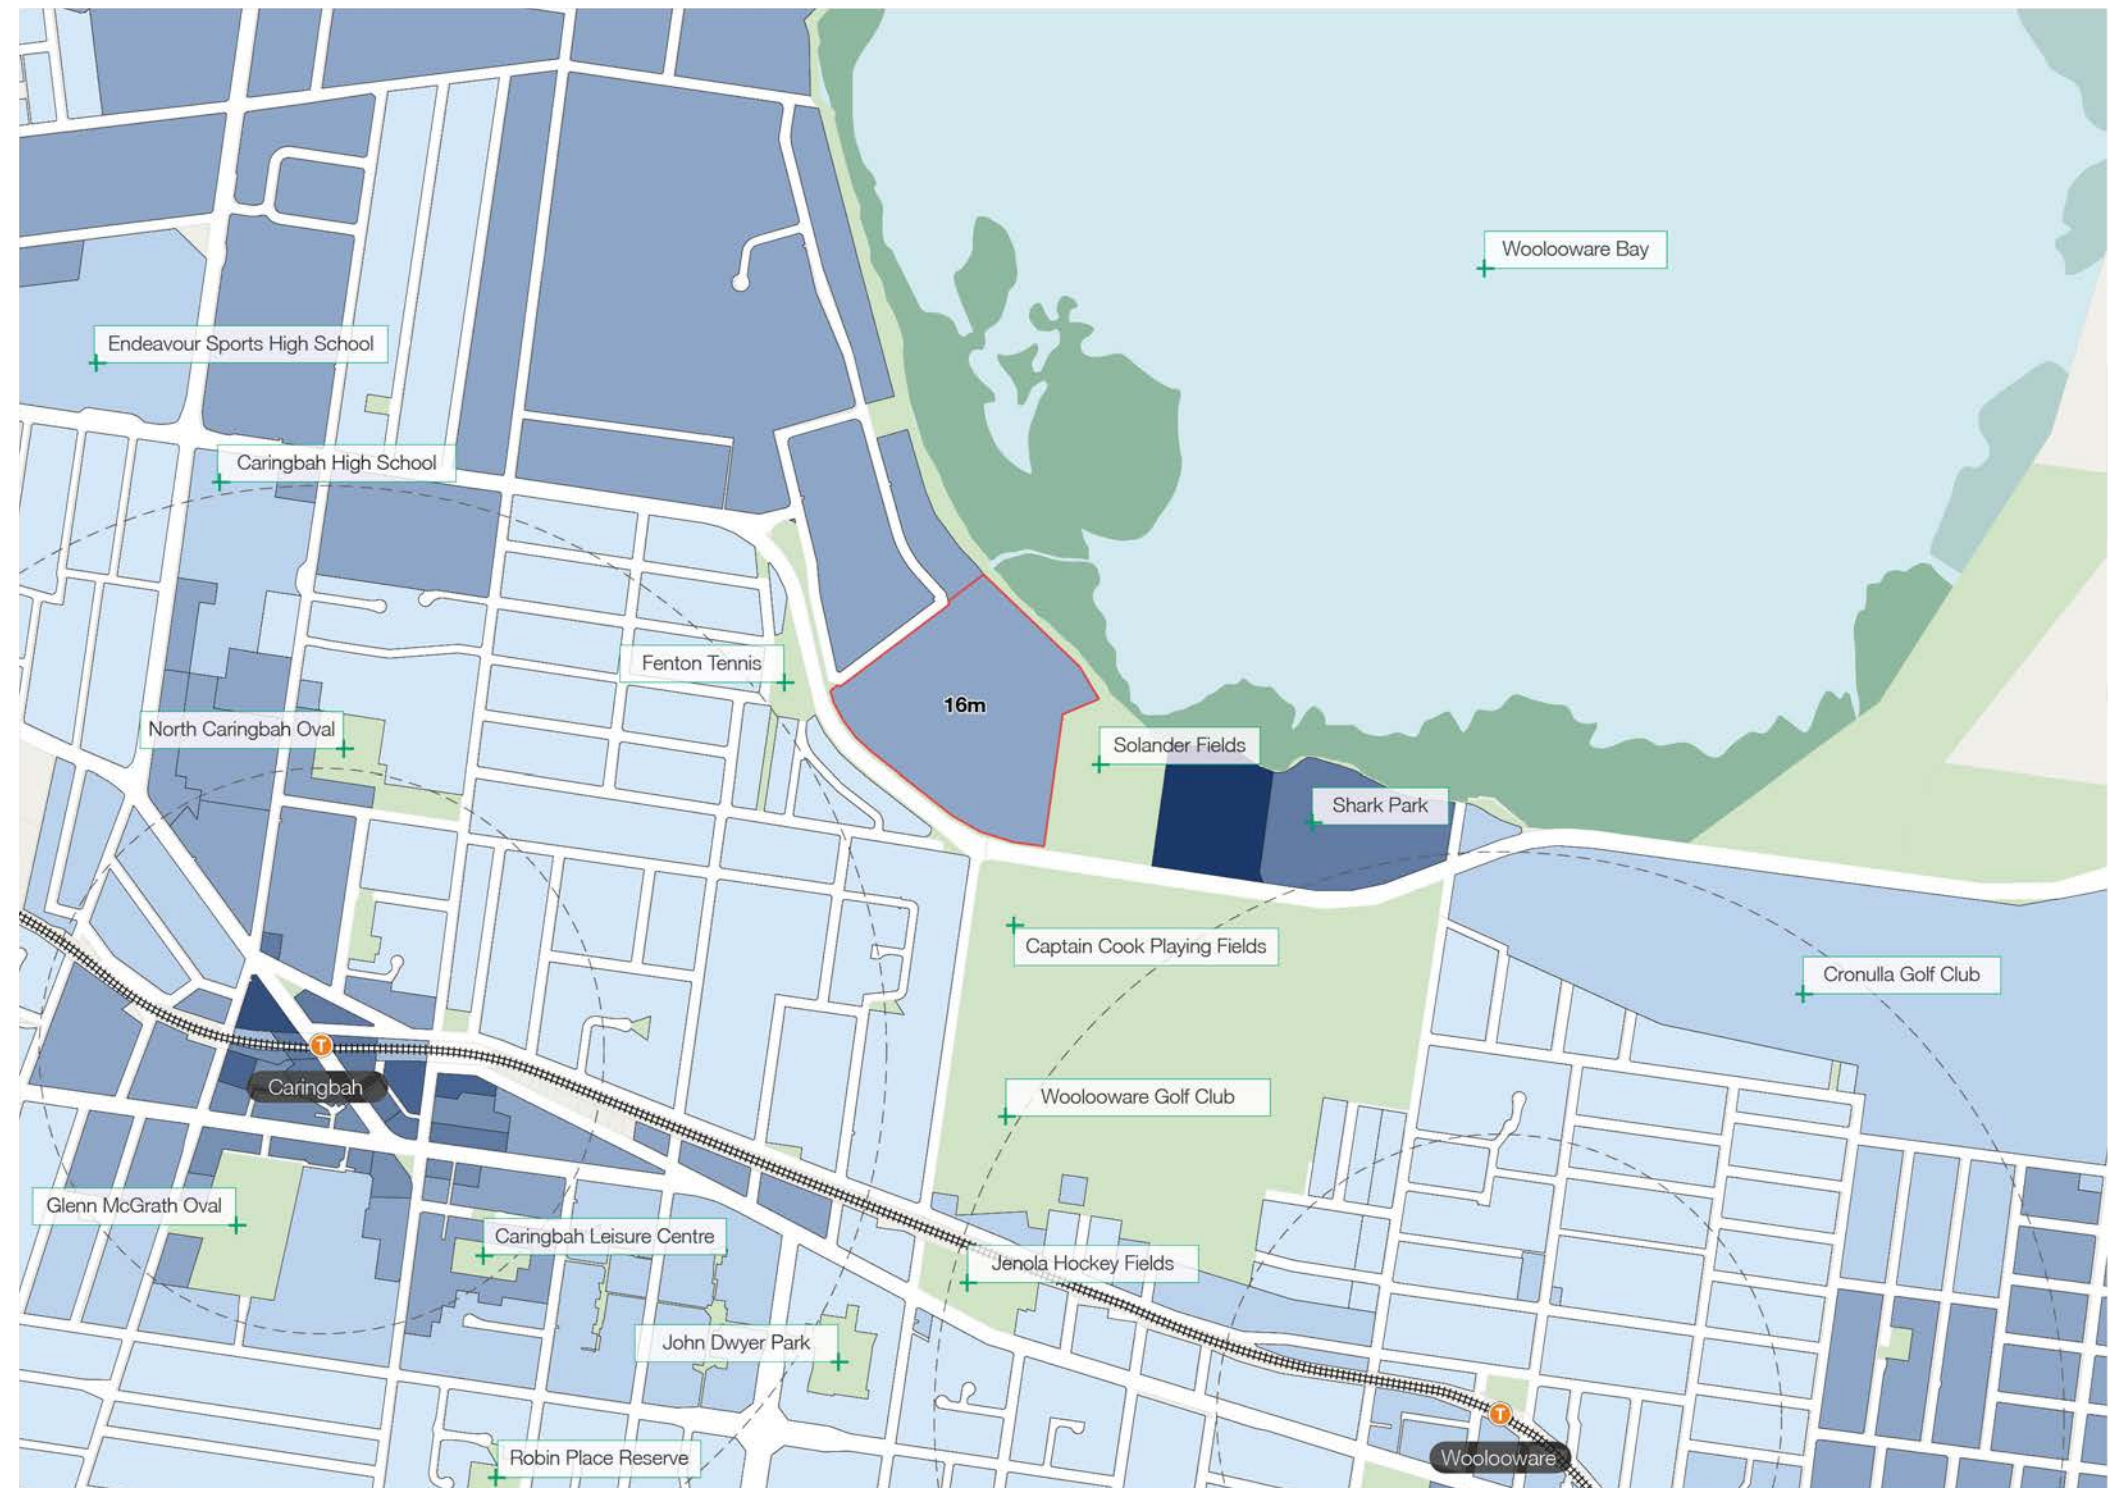 Woolooware Bay
Endeavour Sports High School
Caringbah High School
Fenton Tennis
16m
North Caringbah Oval
Solander Fields
Shark Park
Captain Cook Playing Fields
Cronulla Golf Club
T
Caringbah
Woolooware Golf Club
Glenn McGrath Oval
Caringbah Leisure Centre
Jenola Hockey Fields
John Dwyer Park
T
Robin Place Reserve
Woolooware